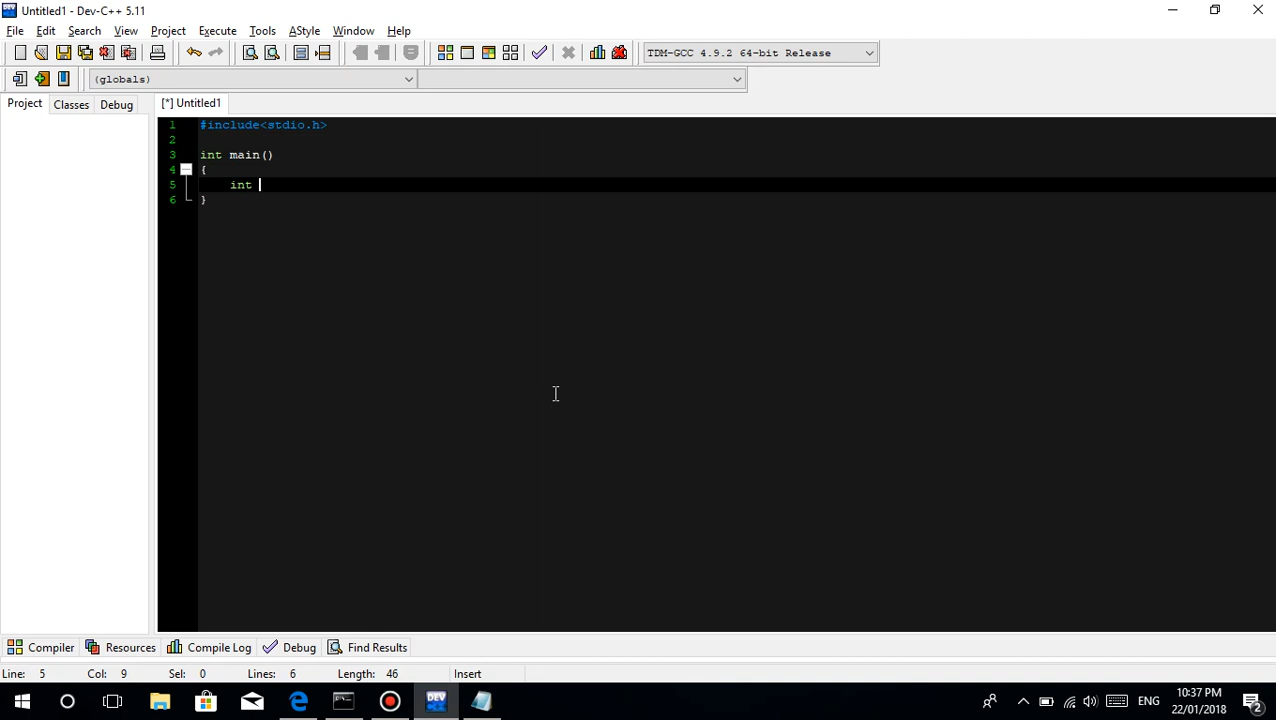 Untitled1 - Dev-C++ 5.11
File Edit Search View Project Execute Tools AStyle Window Help
TDM-GCC 4.9.2 64-bit Release
(globals)
Project Classes Debug [*] Untitled1
1 #include<stdio.h>
2
3 int main()
4 {
5 int
6 }
Compiler Resources Compile Log Debug Find Results
Line: 5 Col: 9 Sel: 0 Lines: 6 Length: 46 Insert
DEV ENG 10:37 PM
22/01/2018 2